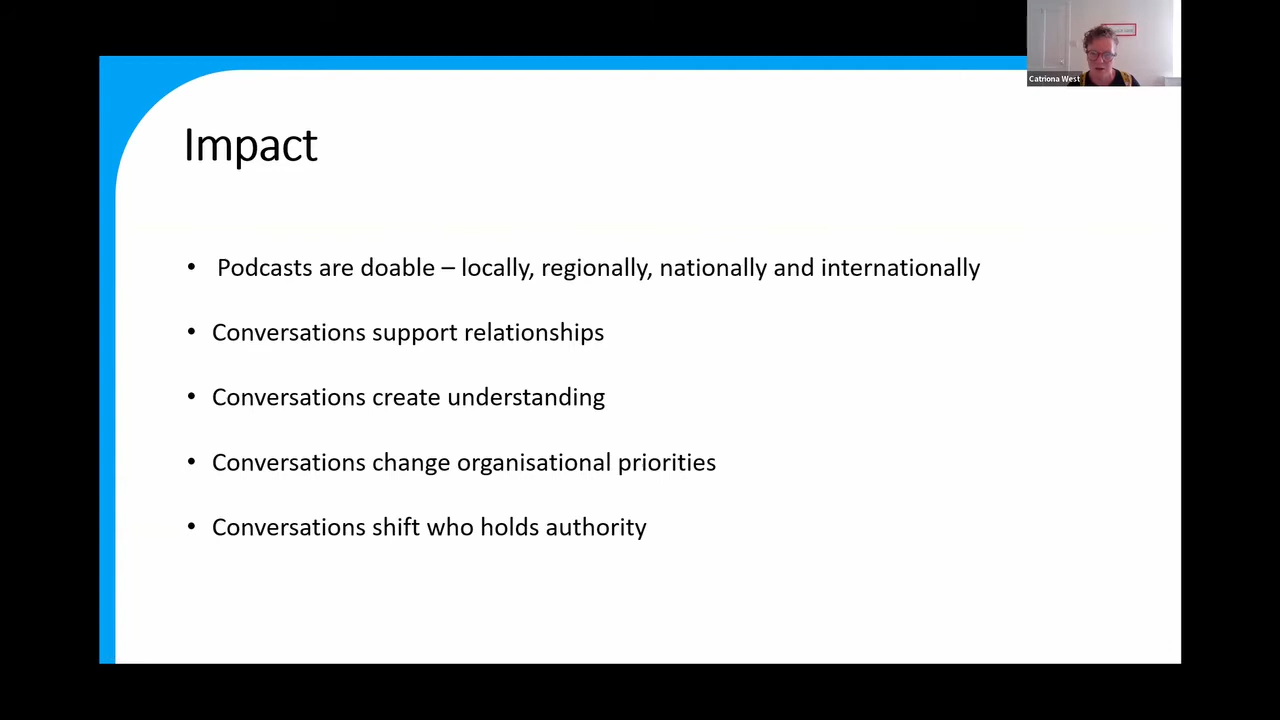 Catriona West
Impact
• Podcasts are doable – locally, regionally, nationally and internationally
• Conversations support relationships
• Conversations create understanding
• Conversations change organisational priorities
• Conversations shift who holds authority